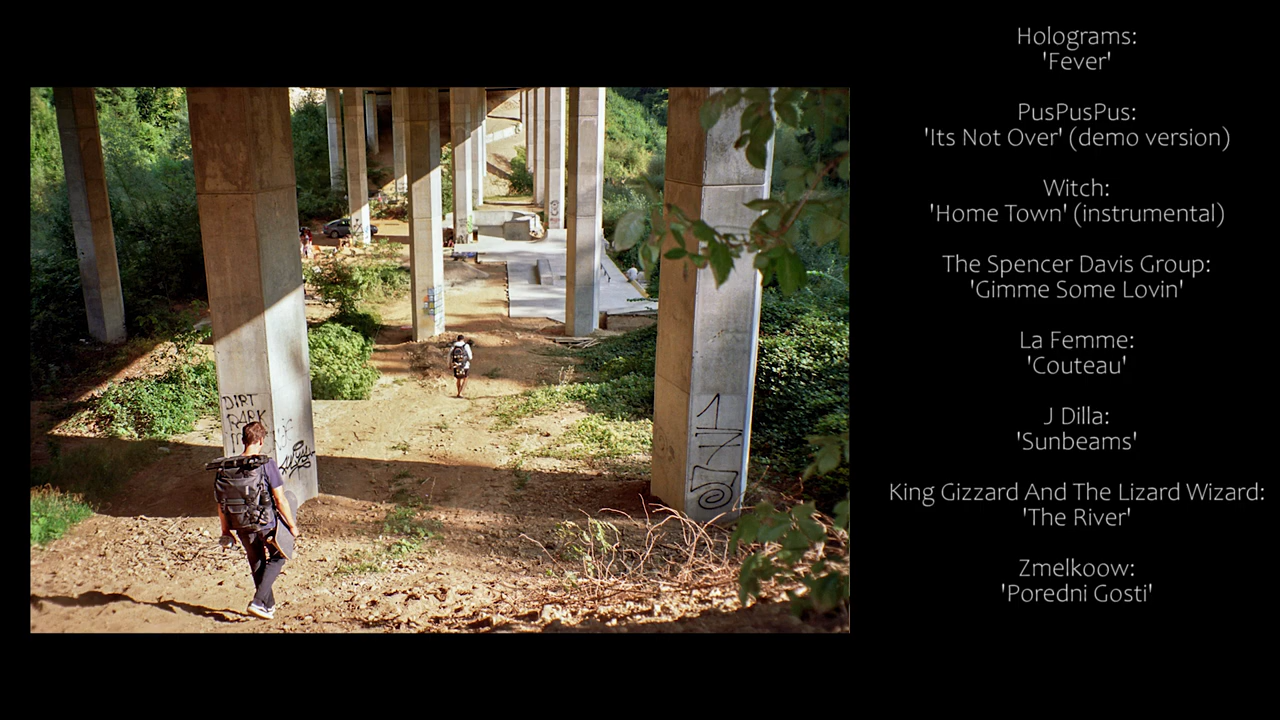 Holograms:
'Fever'
PusPusPus:
'Its Not Over' (demo version)
Witch:
'Home Town' (instrumental)
The Spencer Davis Group:
'Gimme Some Lovin'
La Femme:
'Couteau'
J Dilla:
'Sunbeams'
King Gizzard And The Lizard Wizard:
'The River'
Zmelkoow:
'Poredni Gosti'
DIRT
PARK